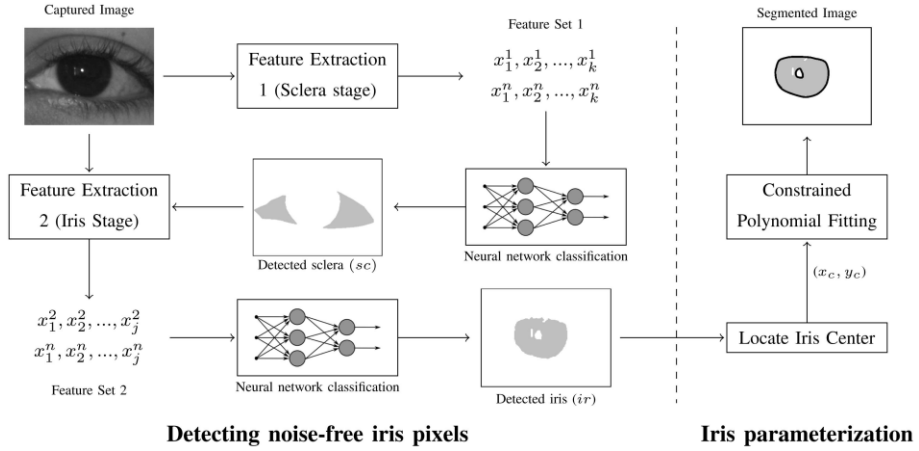 Captured Image
Feature Extraction
1 (Sclera stage)
Feature Set 1
x_1^1, x_2^1, ..., x_k^1
x_1^n, x_2^n, ..., x_k^n
Neural network classification
Detected sclera (sc)
Feature Extraction
2 (Iris Stage)
x_1^2, x_2^2, ..., x_j^2
x_1^n, x_2^n, ..., x_j^n
Feature Set 2
Neural network classification
Detected iris (ir)
Detecting noise-free iris pixels
Segmented Image
Constrained
Polynomial Fitting
(x_c, y_c)
Locate Iris Center
Iris parameterization